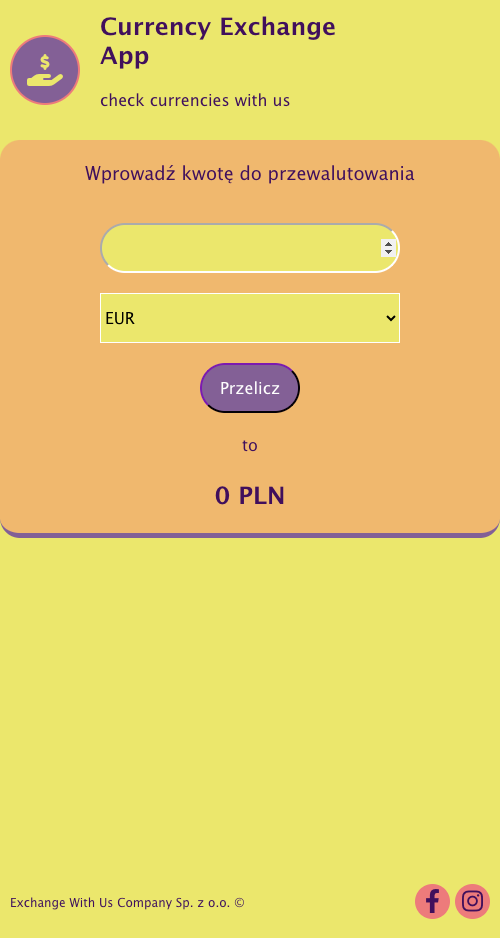 Currency Exchange
App
check currencies with us
Wprowadź kwotę do przewalutowania
EUR
Przelicz
to
0 PLN
Exchange With Us Company Sp. z o.o. ©